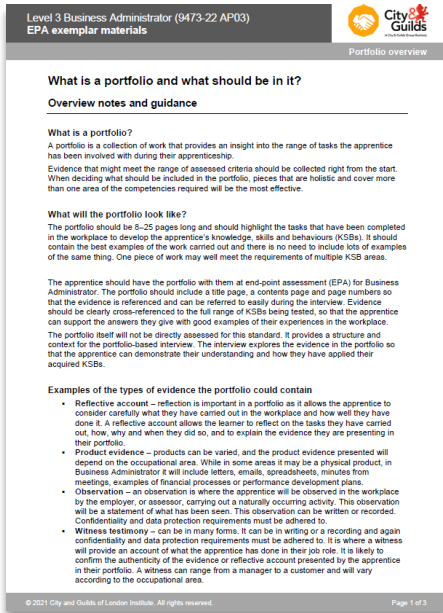 Level 3 Business Administrator (9473-22 AP03)
EPA exemplar materials
City&
Guilds
A City & Guilds Group Business
Portfolio overview
What is a portfolio and what should be in it?
Overview notes and guidance
What is a portfolio?
A portfolio is a collection of work that provides an insight into the range of tasks the apprentice
has been involved with during their apprenticeship.
Evidence that might meet the range of assessed criteria should be collected right from the start.
When deciding what should be included in the portfolio, pieces that are holistic and cover more
than one area of the competencies required will be the most effective.
What will the portfolio look like?
The portfolio should be 8–25 pages long and should highlight the tasks that have been completed
in the workplace to develop the apprentice's knowledge, skills and behaviours (KSBs). It should
contain the best examples of the work carried out and there is no need to include lots of examples
of the same thing. One piece of work may well meet the requirements of multiple KSB areas.
The apprentice should have the portfolio with them at end-point assessment (EPA) for Business
Administrator. The portfolio should include a title page, a contents page and page numbers so
that the evidence is referenced and can be referred to easily during the interview. Evidence
should be clearly cross-referenced to the full range of KSBs being tested, so that the apprentice
can support the answers they give with good examples of their experiences in the workplace.
The portfolio itself will not be directly assessed for this standard. It provides a structure and
context for the portfolio-based interview. The interview explores the evidence in the portfolio so
that the apprentice can demonstrate their understanding and how they have applied their
acquired KSBs.
Examples of the types of evidence the portfolio could contain
• Reflective account – reflection is important in a portfolio as it allows the apprentice to
consider carefully what they have carried out in the workplace and how well they have
done it. A reflective account allows the learner to reflect on the tasks they have carried
out, how, why and when they did so, and to explain the evidence they are presenting in
their portfolio.
• Product evidence – products can be varied, and the product evidence presented will
depend on the occupational area. While in some areas it may be a physical product, in
Business Administrator it will include letters, emails, spreadsheets, minutes from
meetings, examples of financial processes or performance development plans.
• Observation – an observation is where the apprentice will be observed in the workplace
by the employer, or assessor, carrying out a naturally occurring activity. This observation
will be a statement of what has been seen. This observation can be written or recorded.
Confidentiality and data protection requirements must be adhered to.
• Witness testimony – can be in many forms. It can be in writing or a recording and again
confidentiality and data protection requirements must be adhered to. It is where a witness
will provide an account of what the apprentice has done in their job role. It is likely to
confirm the authenticity of the evidence or reflective account presented by the apprentice
in their portfolio. A witness can range from a manager to a customer and will vary
according to the occupational area.
© 2021 City and Guilds of London Institute. All rights reserved.
Page 1 of 3